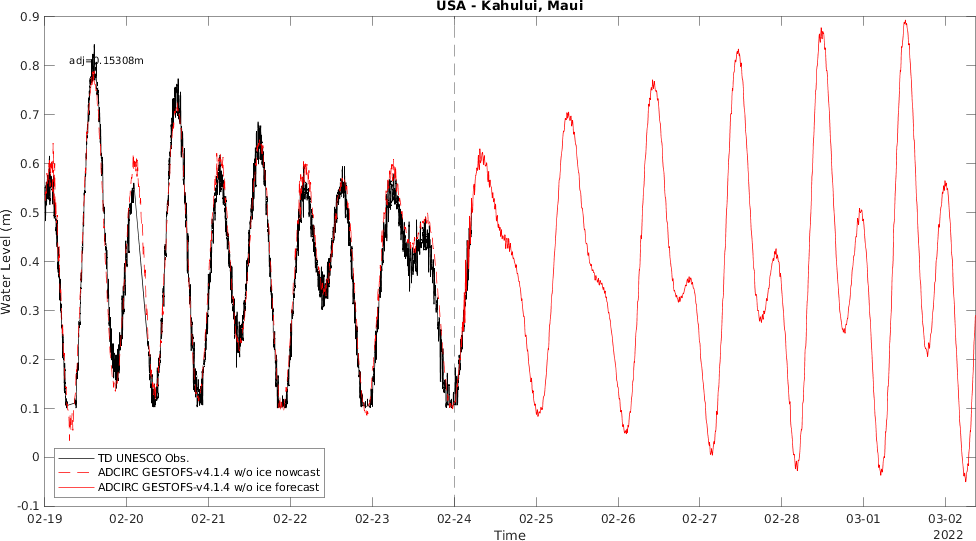 USA - Kahului, Maui
0.9
0.8
0.7
0.6
0.5
0.4
0.3
0.2
0.1
0
-0.1
Water Level (m)
adj=0.15308m
TD UNESCO Obs.
ADCIRC GESTOFS-v4.1.4 w/o ice nowcast
ADCIRC GESTOFS-v4.1.4 w/o ice forecast
02-19 02-20 02-21 02-22 02-23 02-24 02-25 02-26 02-27 02-28 03-01 03-02
Time
2022